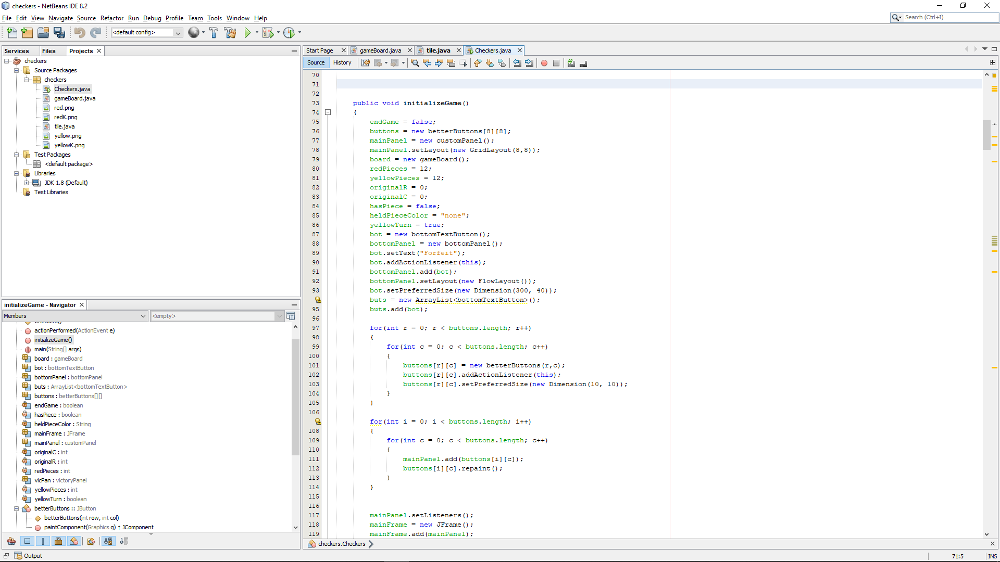 checkers - NetBeans IDE 8.2
File Edit View Navigate Source Refactor Run Debug Profile Team Tools Window Help
Search (Ctrl+I)
<default config>
Services Files Projects
checkers
Source Packages
checkers
Checkers.java
gameBoard.java
red.png
redK.png
tile.java
yellow.png
yellowK.png
Test Packages
<default package>
Libraries
JDK 1.8 (Default)
Test Libraries
initializeGame - Navigator
Members <empty>
Checkers()
actionPerformed(ActionEvent e)
initializeGame()
main(String[] args)
board : gameBoard
bot : bottomTextButton
bottomPanel : bottomPanel
buts : ArrayList<bottomTextButton>
buttons : betterButtons[][]
endGame : boolean
hasPiece : boolean
heldPieceColor : String
mainFrame : JFrame
mainPanel : customPanel
originalC : int
originalR : int
redPieces : int
vicPan : victoryPanel
yellowPieces : int
yellowTurn : boolean
betterButtons :: JButton
betterButtons(int row, int col)
paintComponent(Graphics g) ↑ JComponent
Start Page gameBoard.java tile.java Checkers.java
Source History
70
71
72
73 public void initializeGame()
74 {
75 endGame = false;
76 buttons = new betterButtons[8][8];
77 mainPanel = new customPanel();
78 mainPanel.setLayout(new GridLayout(8,8));
79 board = new gameBoard();
80 redPieces = 12;
81 yellowPieces = 12;
82 originalR = 0;
83 originalC = 0;
84 hasPiece = false;
85 heldPieceColor = "none";
86 yellowTurn = true;
87 bot = new bottomTextButton();
88 bottomPanel = new bottomPanel();
89 bot.setText("Forfeit");
90 bot.addActionListener(this);
91 bottomPanel.add(bot);
92 bottomPanel.setLayout(new FlowLayout());
93 bot.setPreferredSize(new Dimension(300, 40));
buts = new ArrayList<bottomTextButton>();
95 buts.add(bot);
96
97 for(int r = 0; r < buttons.length; r++)
98 {
99 for(int c = 0; c < buttons.length; c++)
100 {
101 buttons[r][c] = new betterButtons(r,c);
102 buttons[r][c].addActionListener(this);
103 buttons[r][c].setPreferredSize(new Dimension(10, 10));
104 }
105 }
106
for(int i = 0; i < buttons.length; i++)
108 {
109 for(int c = 0; c < buttons.length; c++)
110 {
111 mainPanel.add(buttons[i][c]);
112 buttons[i][c].repaint();
113 }
114 }
115
116
117 mainPanel.setListeners();
118 mainFrame = new JFrame();
119 mainFrame.add(mainPanel);
checkers.Checkers
Output
71:5 INS